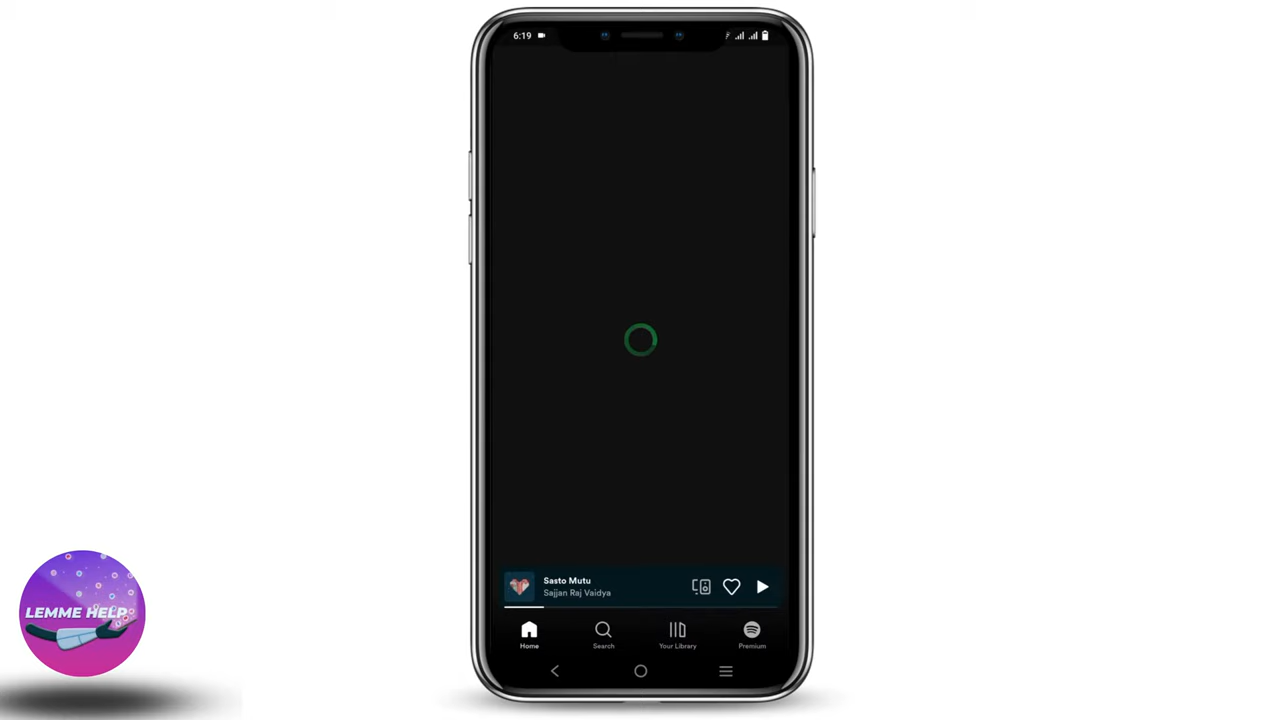 6:19
Sasto Mutu
Sajjan Raj Vaidya
Home
Search
Your Library
Premium
LEMME HELP